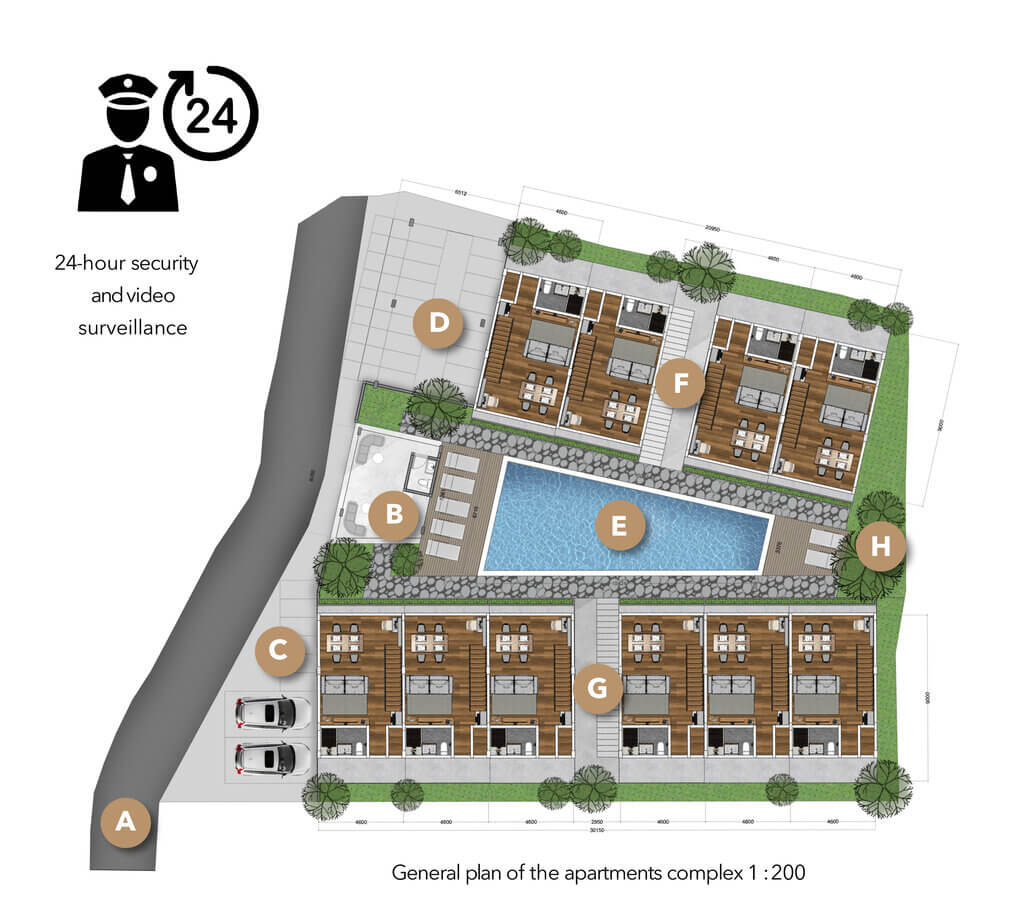 24
24-hour security
and video
surveillance
6512
4600
20950
4600
4600
D
F
9000
B
E
H
C
G
9000
A
4600
4600
4600
2950
4600
4600
4600
30150
General plan of the apartments complex 1 : 200